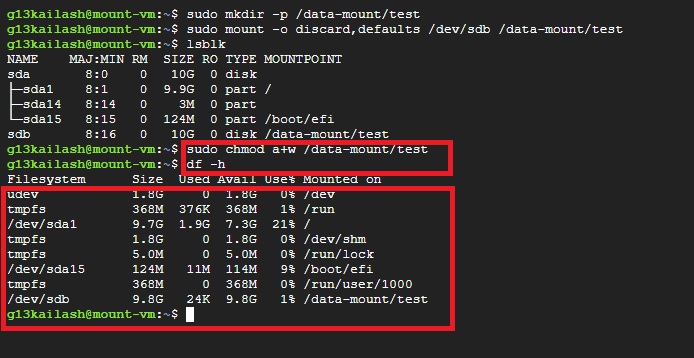 g13kailash@mount-vm:~$ sudo mkdir -p /data-mount/test
g13kailash@mount-vm:~$ sudo mount -o discard,defaults /dev/sdb /data-mount/test
g13kailash@mount-vm:~$ lsblk
NAME    MAJ:MIN RM  SIZE RO TYPE MOUNTPOINT
sda       8:0    0   10G  0 disk
├─sda1    8:1    0  9.9G  0 part /
├─sda14   8:14   0    3M  0 part
└─sda15   8:15   0  124M  0 part /boot/efi
sdb       8:16   0   10G  0 disk /data-mount/test
g13kailash@mount-vm:~$ sudo chmod a+w /data-mount/test
g13kailash@mount-vm:~$ df -h
Filesystem      Size  Used Avail Use% Mounted on
udev            1.8G     0  1.8G   0% /dev
tmpfs           368M  376K  368M   1% /run
/dev/sda1       9.7G  1.9G  7.3G  21% /
tmpfs           1.8G     0  1.8G   0% /dev/shm
tmpfs           5.0M     0  5.0M   0% /run/lock
/dev/sda15      124M   11M  114M   9% /boot/efi
tmpfs           368M     0  368M   0% /run/user/1000
/dev/sdb        9.8G   24K  9.8G   1% /data-mount/test
g13kailash@mount-vm:~$